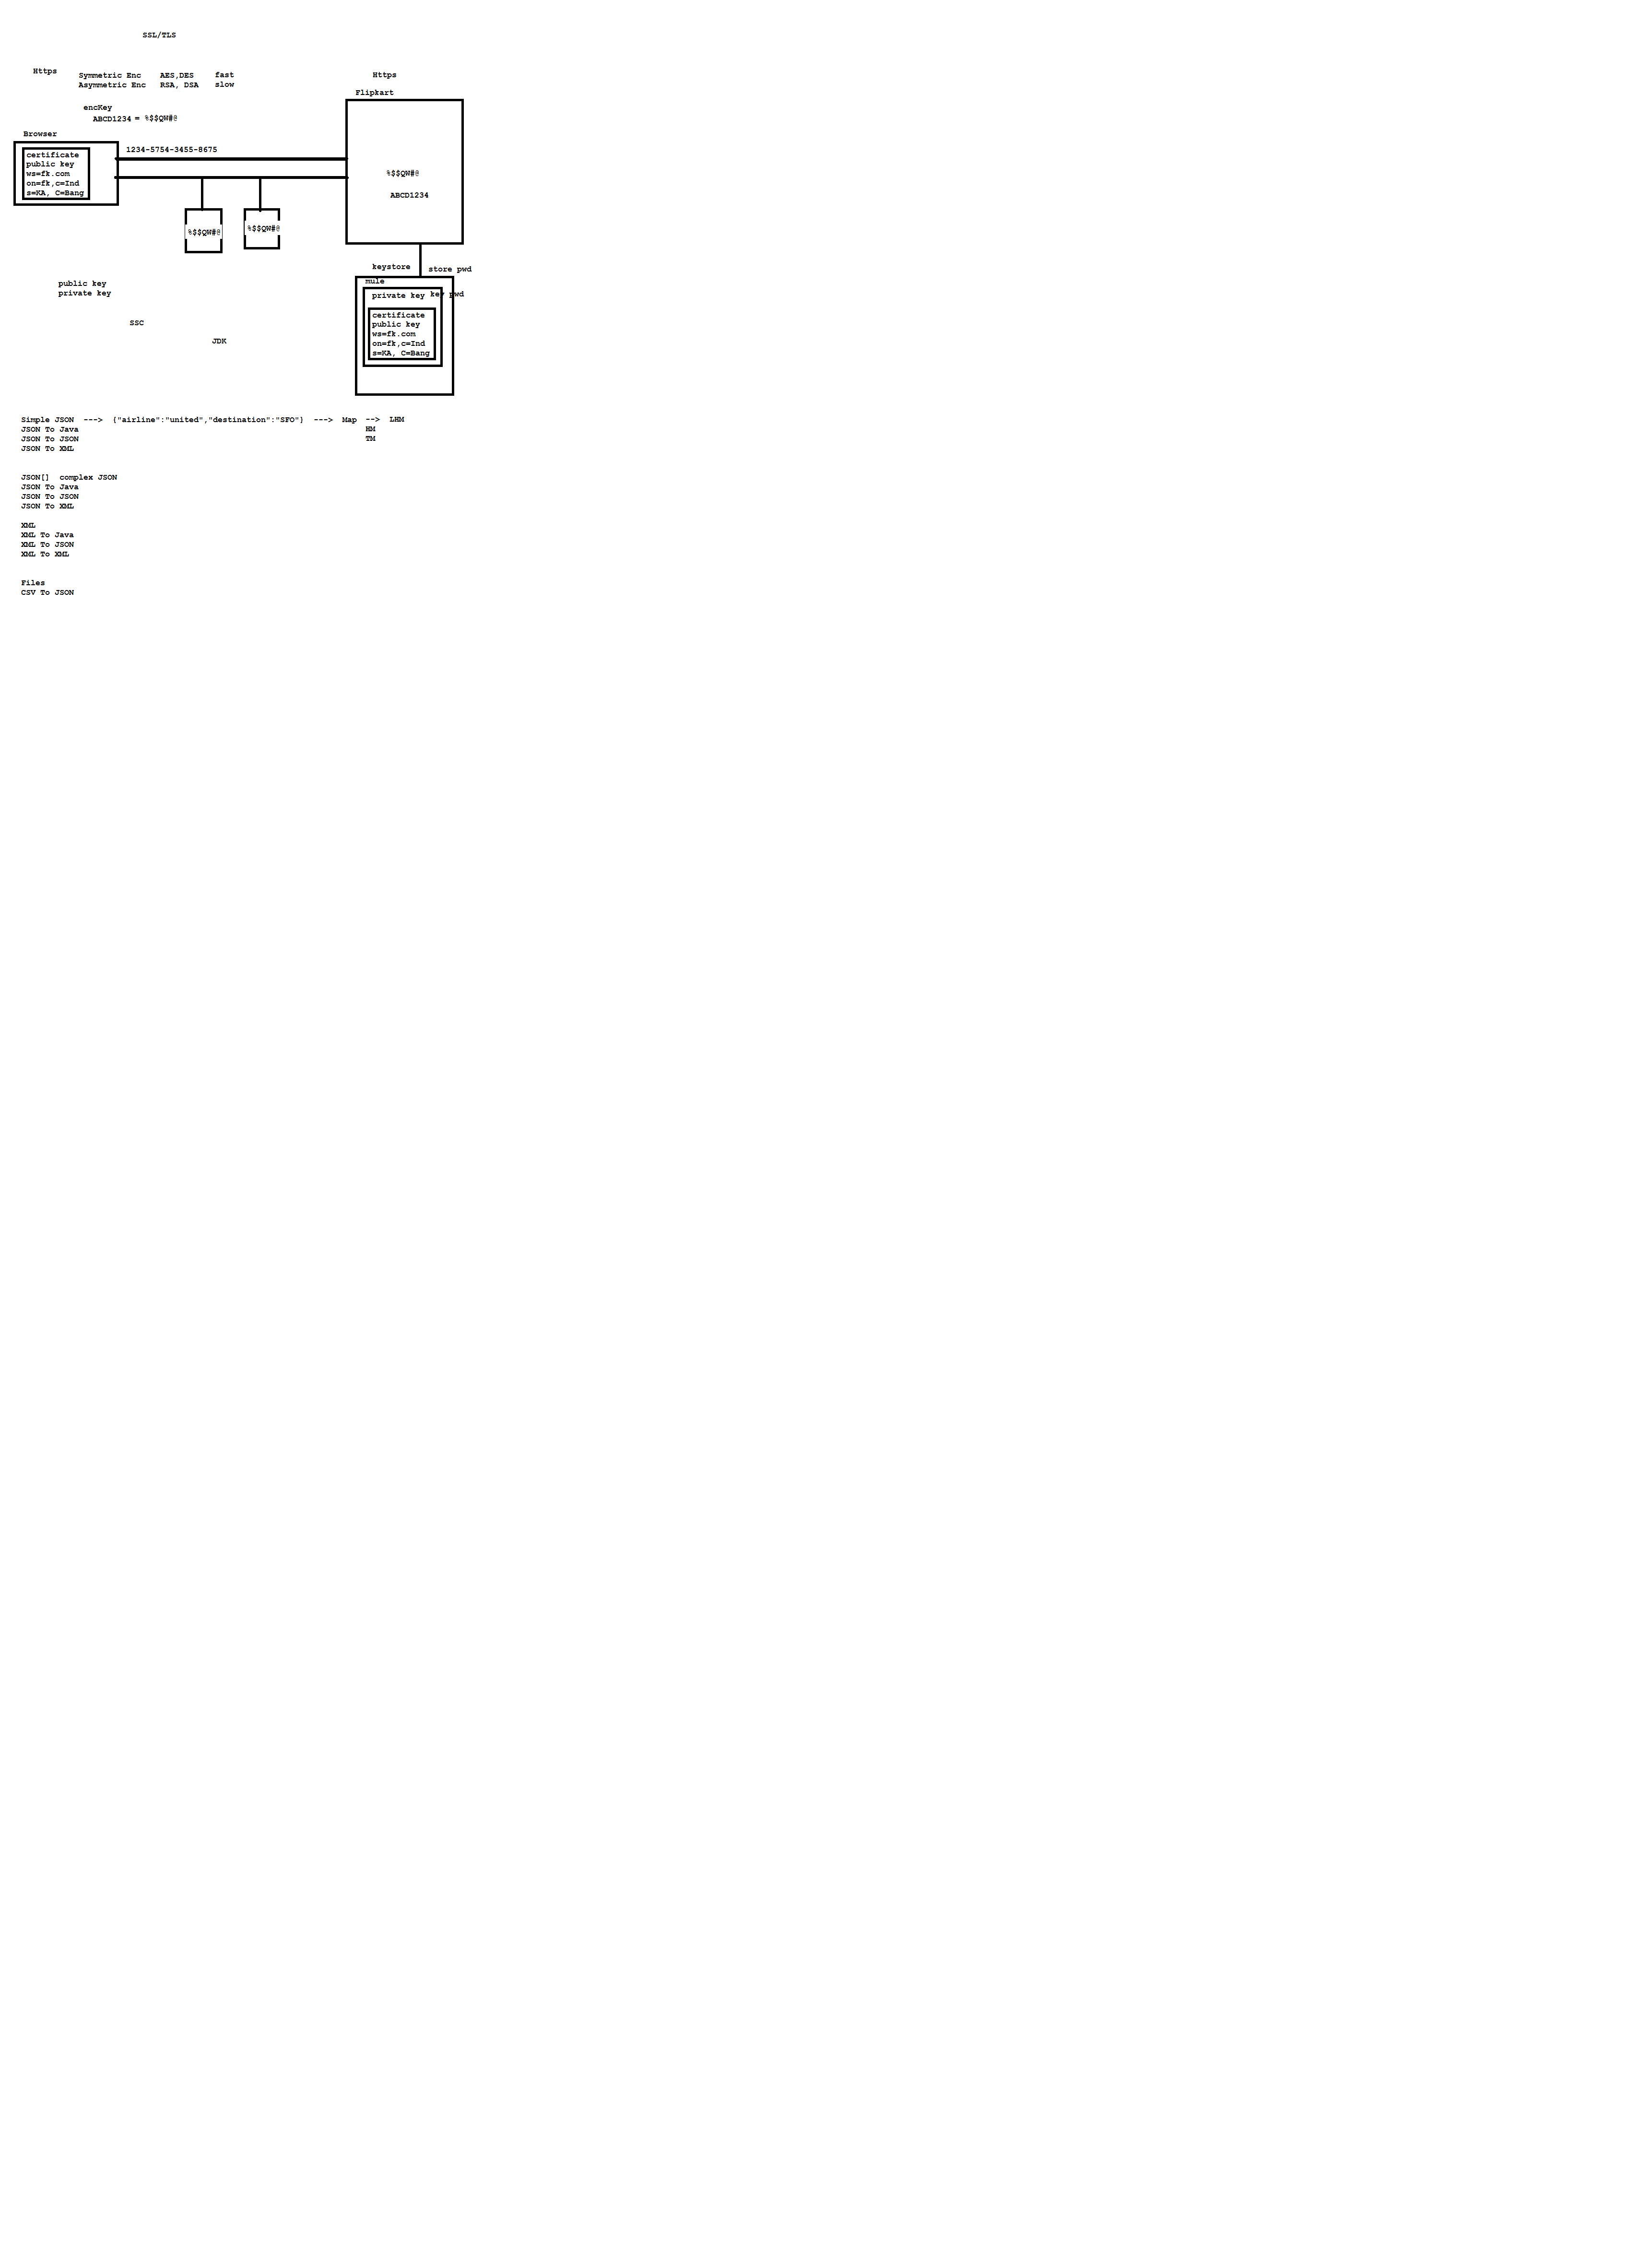 SSL/TLS
Https
Symmetric Enc AES,DES fast
Asymmetric Enc RSA, DSA slow
Https
Flipkart
encKey
ABCD1234 = %$$QW#@
Browser
1234-5754-3455-8675
certificate
public key
ws=fk.com
on=fk,c=Ind
s=KA, C=Bang
%$$QW#@
ABCD1234
%$$QW#@
%$$QW#@
keystore
store pwd
mule
private key key pwd
certificate
public key
ws=fk.com
on=fk,c=Ind
s=KA, C=Bang
public key
private key
SSC
JDK
Simple JSON ---> {"airline":"united","destination":"SFO"} ---> Map --> LHM
JSON To Java HM
JSON To JSON TM
JSON To XML
JSON[] complex JSON
JSON To Java
JSON To JSON
JSON To XML
XML
XML To Java
XML To JSON
XML To XML
Files
CSV To JSON